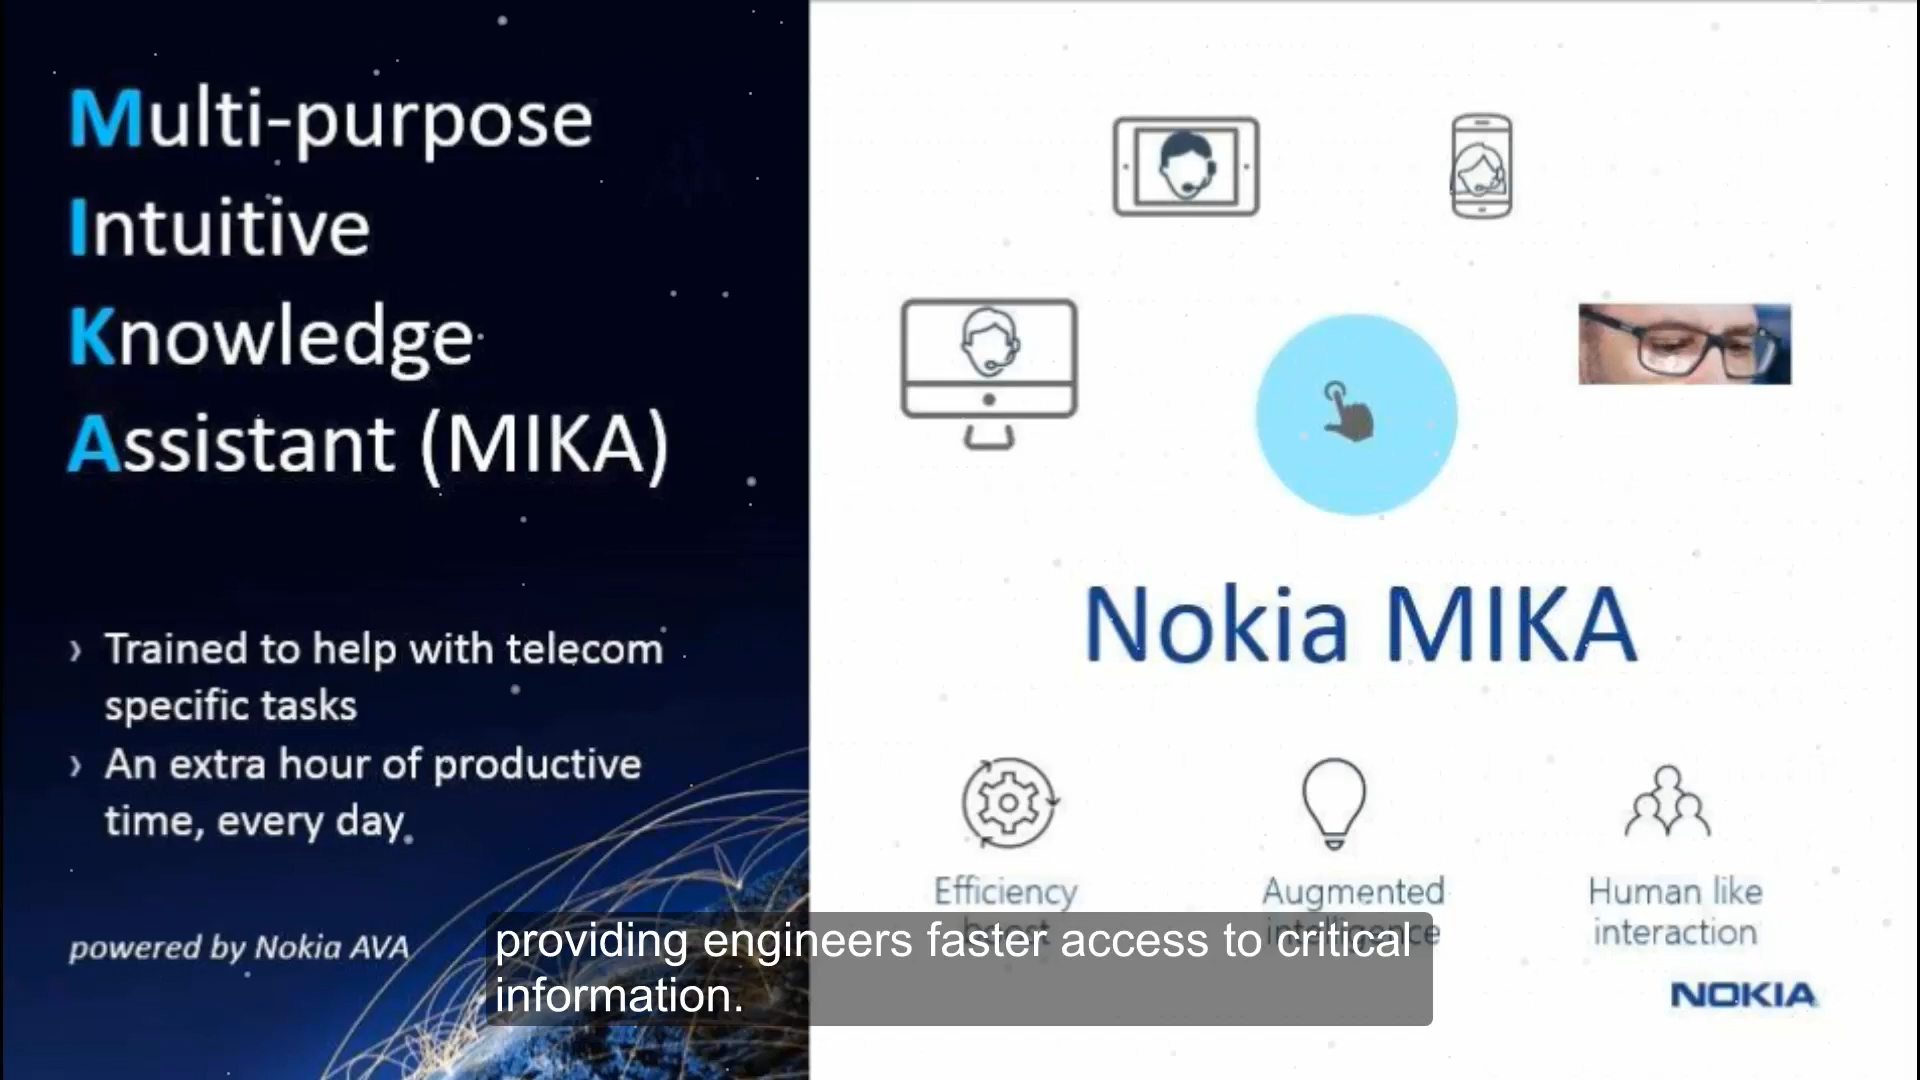 Multi-purpose
Intuitive
Knowledge
Assistant (MIKA)
› Trained to help with telecom
specific tasks
› An extra hour of productive
time, every day.
powered by Nokia AVA
Nokia MIKA
Efficiency
boost
Augmented
intelligence
Human like
interaction
NOKIA
providing engineers faster access to critical
information.